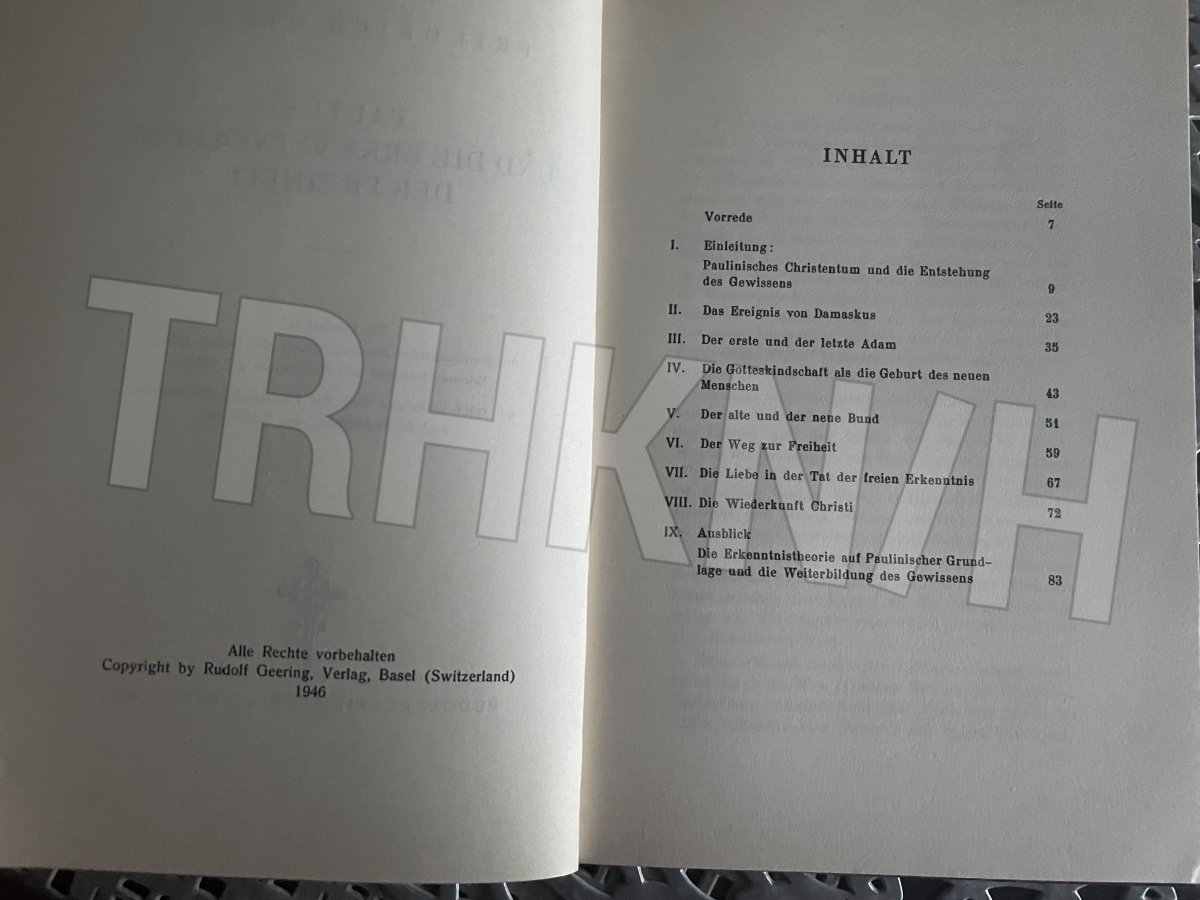 Alle Rechte vorbehalten
Copyright by Rudolf Geering, Verlag, Basel (Switzerland)
1946
INHALT
Seite
Vorrede 7
I. Einleitung:
Paulinisches Christentum und die Entstehung
des Gewissens 9
II. Das Ereignis von Damaskus 23
III. Der erste und der letzte Adam 35
IV. Die Gotteskindschaft als die Geburt des neuen
Menschen 43
V. Der alte und der neue Bund 51
VI. Der Weg zur Freiheit 59
VII. Die Liebe in der Tat der freien Erkenntnis 67
VIII. Die Wiederkunft Christi 72
IX. Ausblick
Die Erkenntnistheorie auf Paulinischer Grund-
lage und die Weiterbildung des Gewissens 83
TRHKN/H